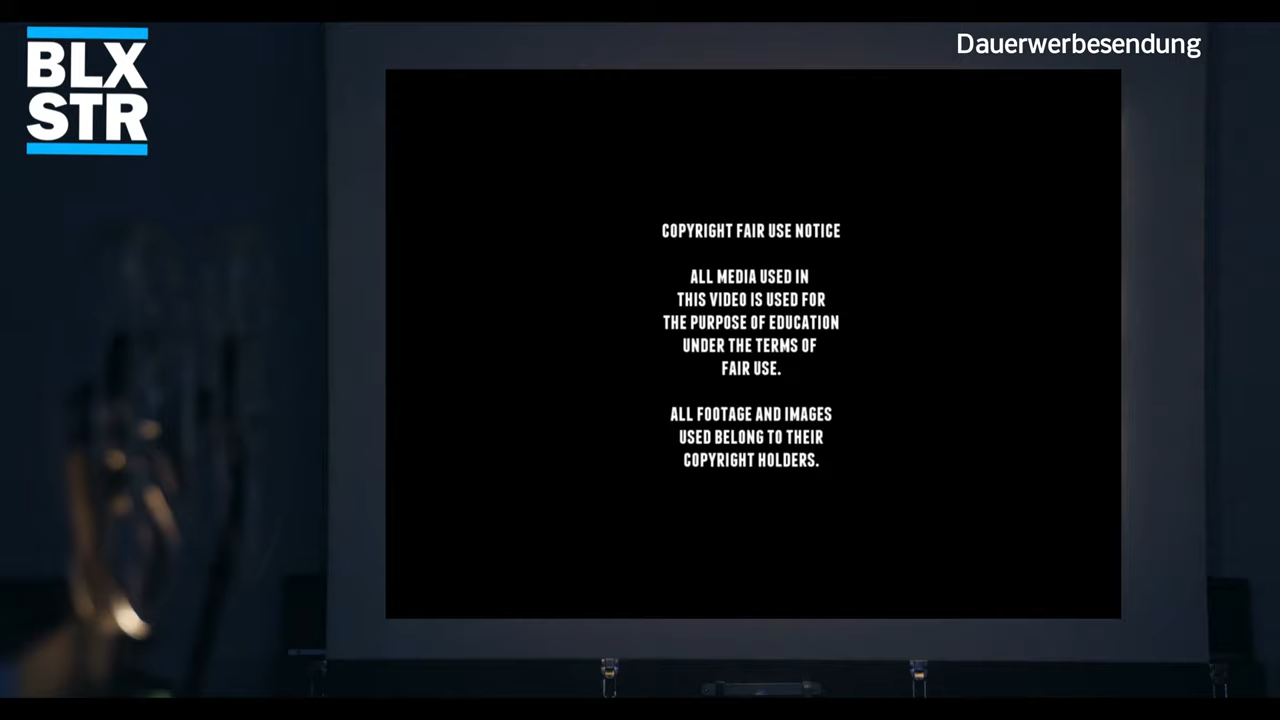 BLX
STR
Dauerwerbesendung
COPYRIGHT FAIR USE NOTICE
ALL MEDIA USED IN
THIS VIDEO IS USED FOR
THE PURPOSE OF EDUCATION
UNDER THE TERMS OF
FAIR USE.
ALL FOOTAGE AND IMAGES
USED BELONG TO THEIR
COPYRIGHT HOLDERS.